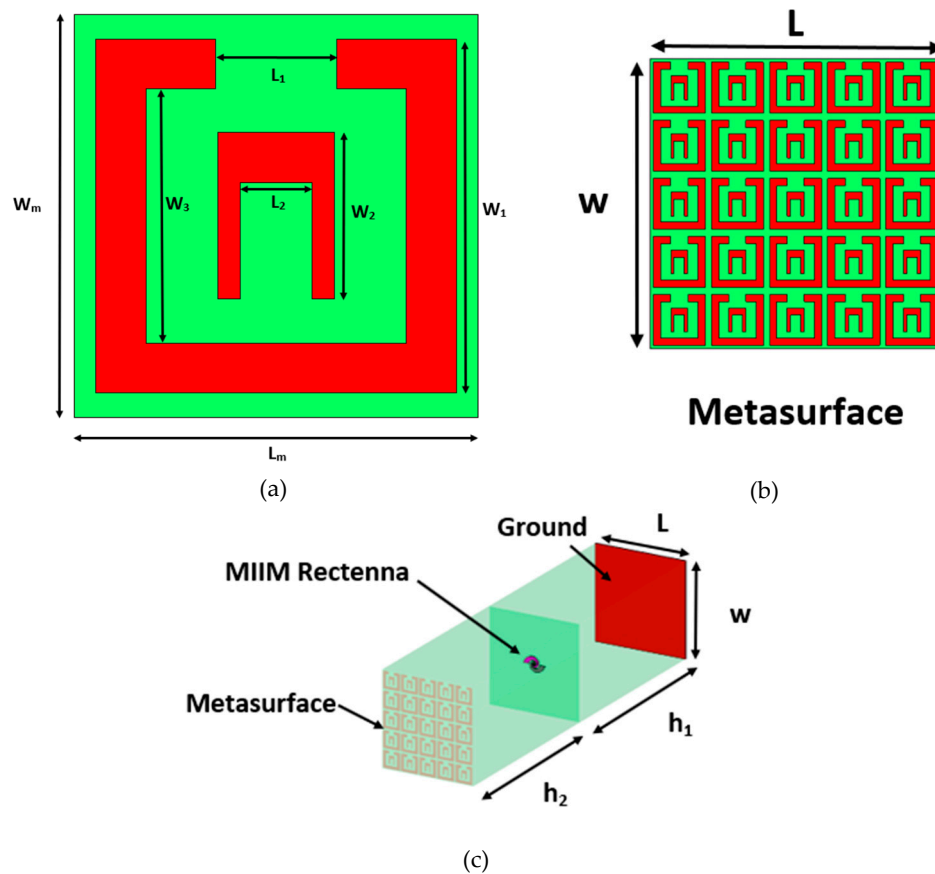 L₁
W₃
L₂
W₂
W₁
Wₘ
Lₘ
(a)
L
W
Metasurface
(b)
Ground
L
MIIM Rectenna
W
Metasurface
h₁
h₂
(c)